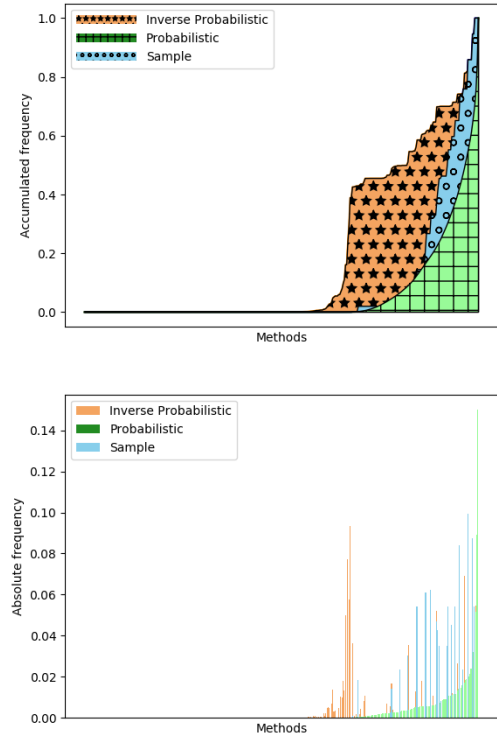 Inverse Probabilistic
Probabilistic
Sample
1.0
0.8
0.6
0.4
0.2
0.0
Accumulated frequency
Methods
Inverse Probabilistic
Probabilistic
Sample
0.14
0.12
0.10
0.08
0.06
0.04
0.02
0.00
Absolute frequency
Methods